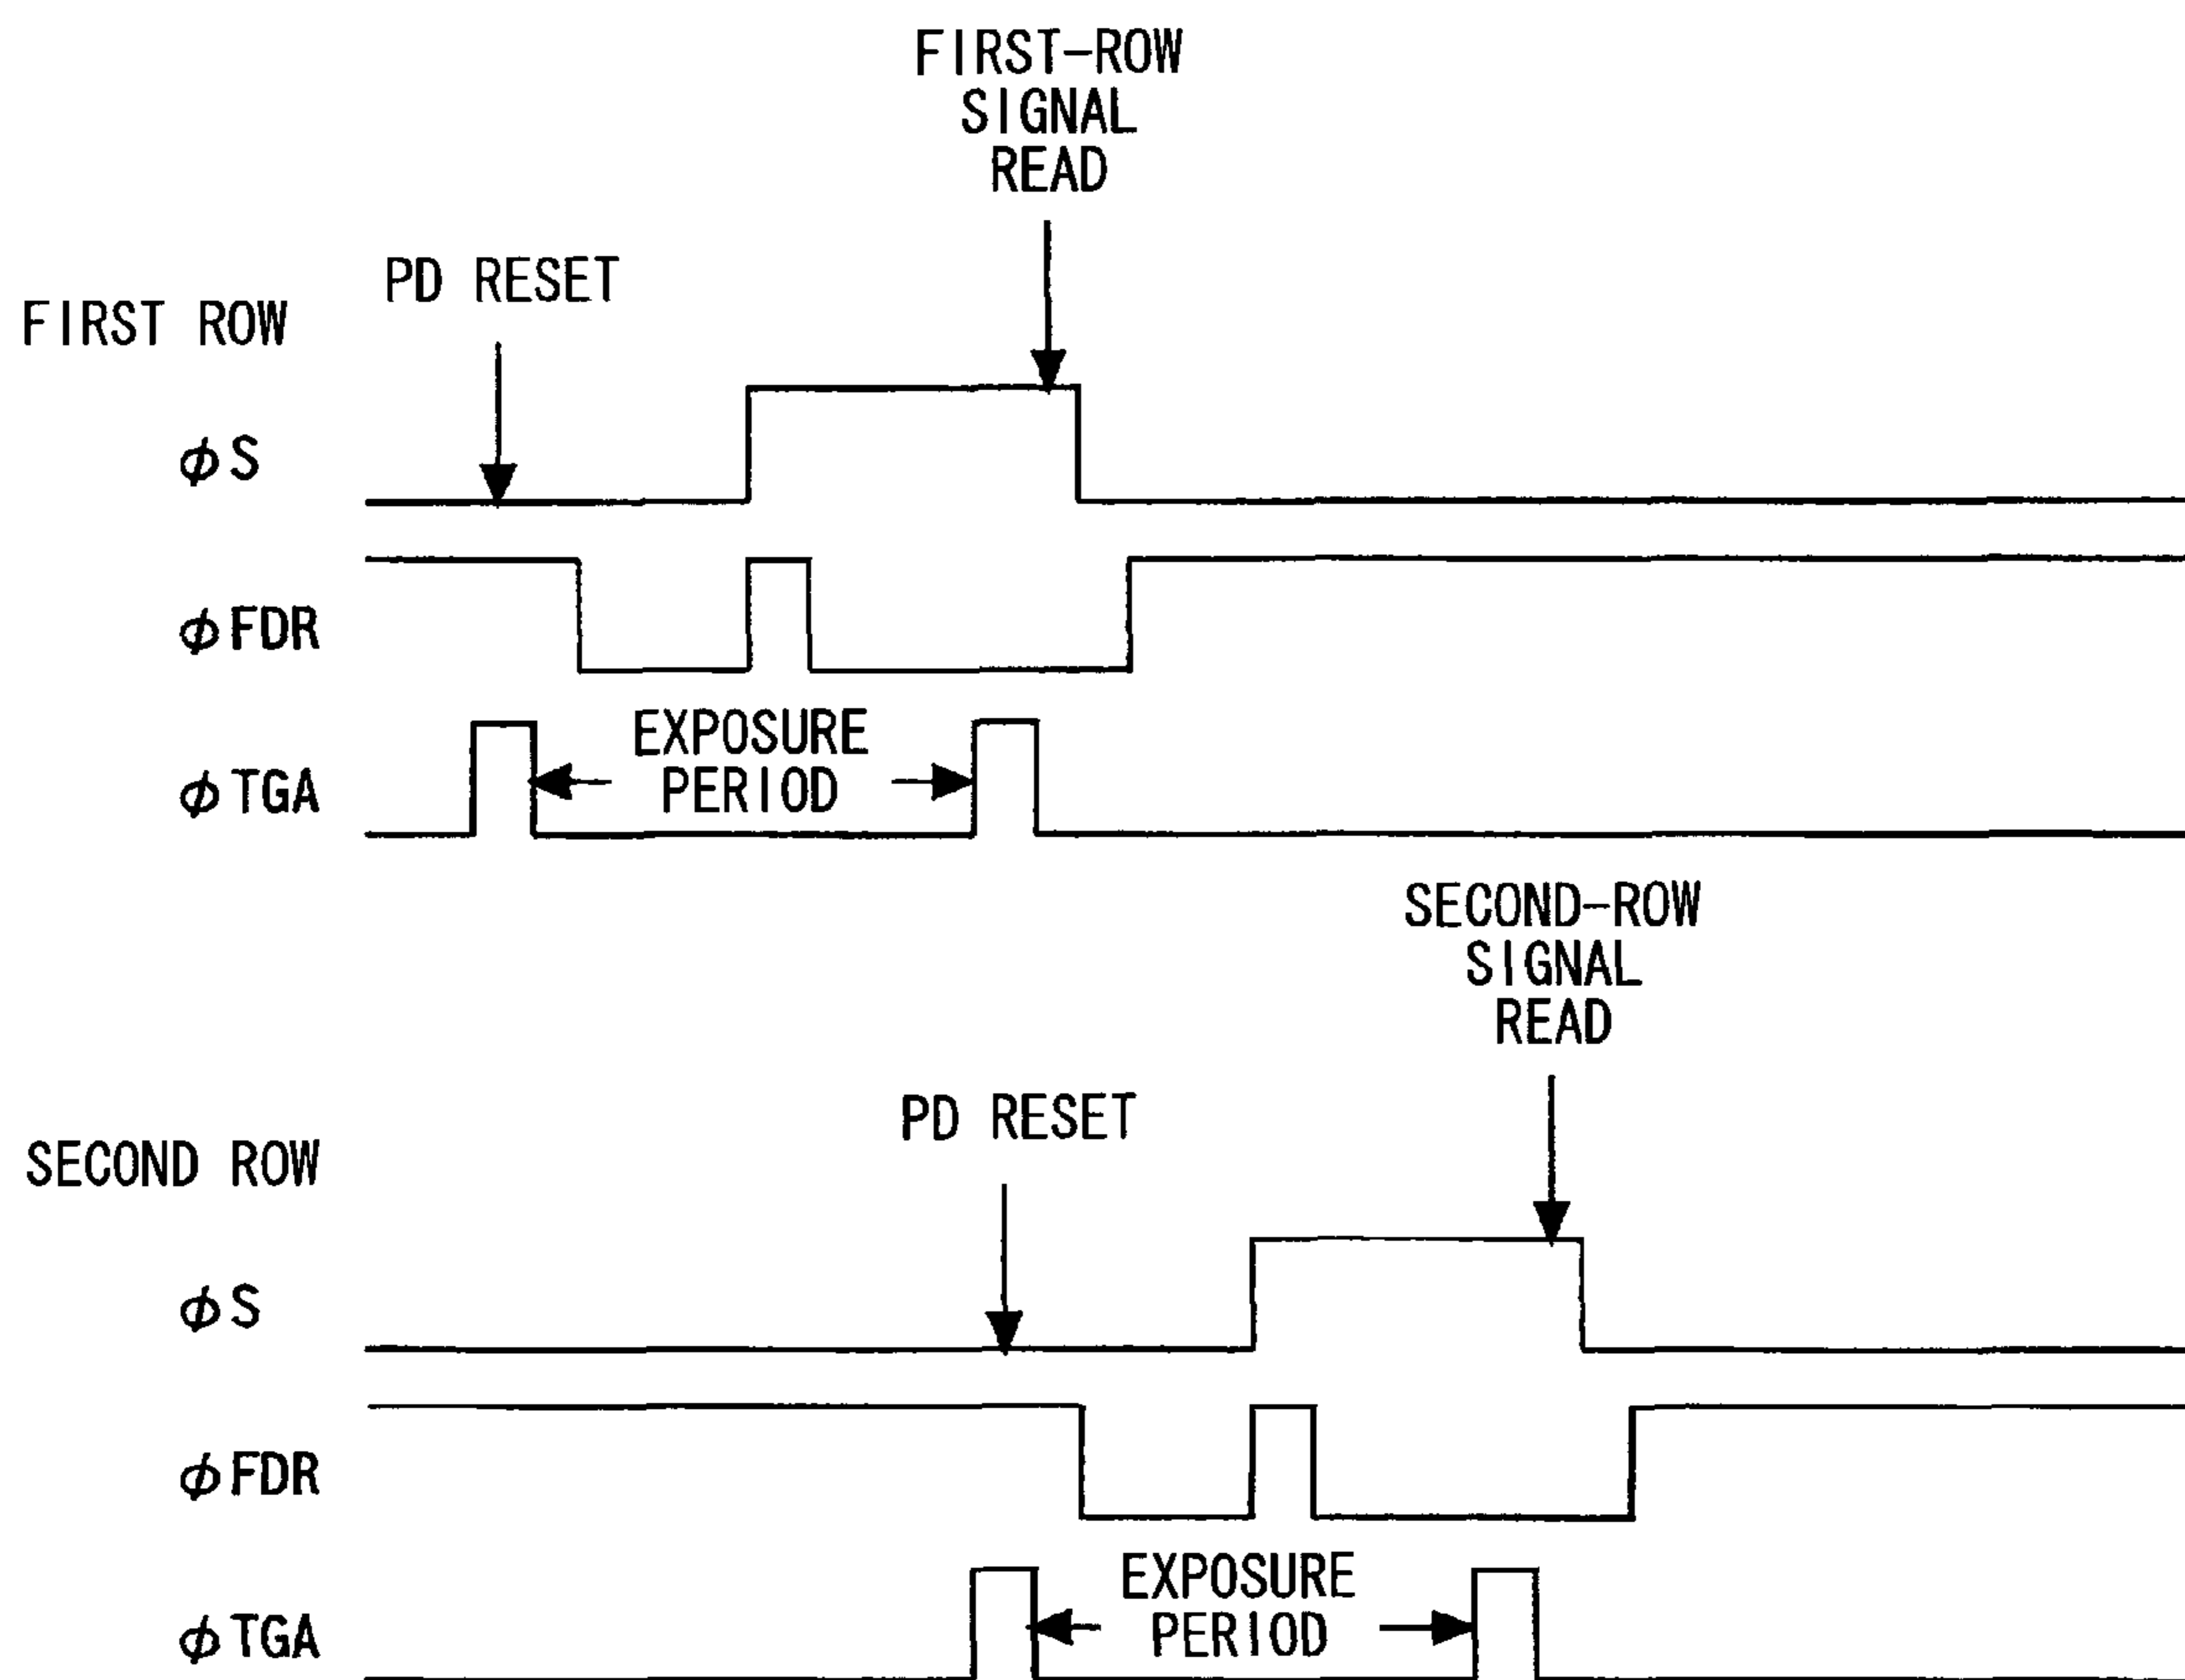 FIRST-ROW
SIGNAL
READ
PD RESET
FIRST ROW
ϕS
ϕFDR
EXPOSURE
PERIOD
ϕTGA
SECOND-ROW
SIGNAL
READ
PD RESET
SECOND ROW
ϕS
ϕFDR
EXPOSURE
PERIOD
ϕTGA